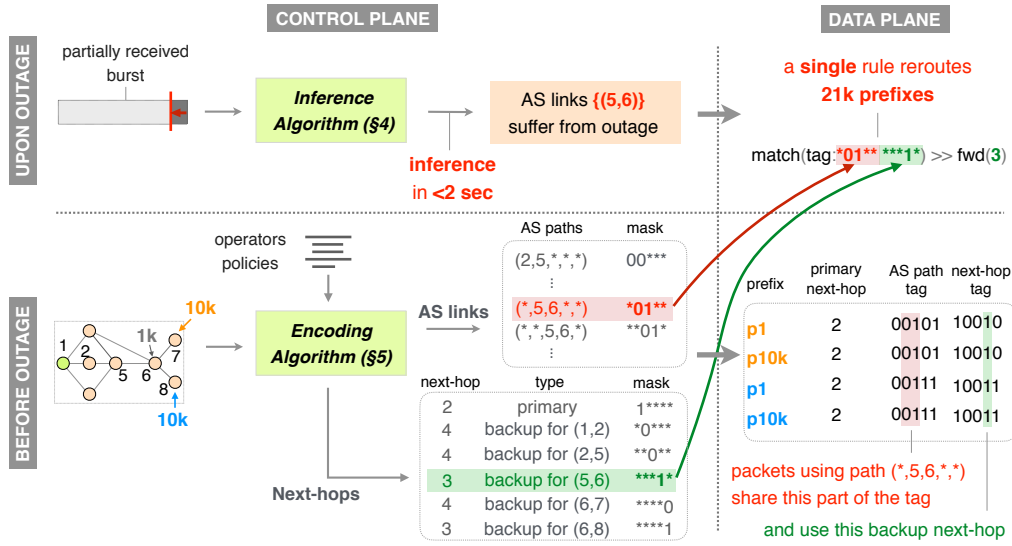 CONTROL PLANE
DATA PLANE
UPON OUTAGE
partially received
burst
Inference
Algorithm (§4)
inference
in <2 sec
AS links {(5,6)}
suffer from outage
a single rule reroutes
21k prefixes
match(tag:*01** ***1*) >> fwd(3)
BEFORE OUTAGE
operators
policies
10k
1k
1
2
5
6
7
8
10k
Encoding
Algorithm (§5)
AS links
Next-hops
AS paths mask
(2,5,*,*,*) 00***
⋮
(*,5,6,*,*) *01**
(*,*,5,6,*) **01*
⋮
next-hop type mask
2 primary 1****
4 backup for (1,2) *0***
4 backup for (2,5) **0**
3 backup for (5,6) ***1*
4 backup for (6,7) ****0
3 backup for (6,8) ****1
prefix primary next-hop AS path tag next-hop tag
p1 2 00101 10010
p10k 2 00101 10010
p1 2 00111 10011
p10k 2 00111 10011
packets using path (*,5,6,*,*)
share this part of the tag
and use this backup next-hop